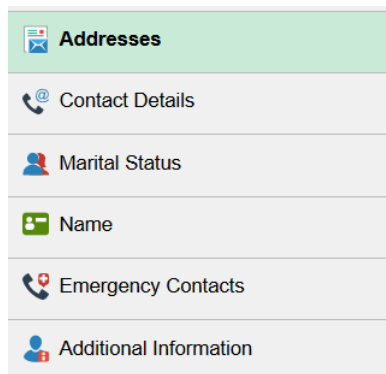 Addresses
Contact Details
Marital Status
Name
Emergency Contacts
Additional Information